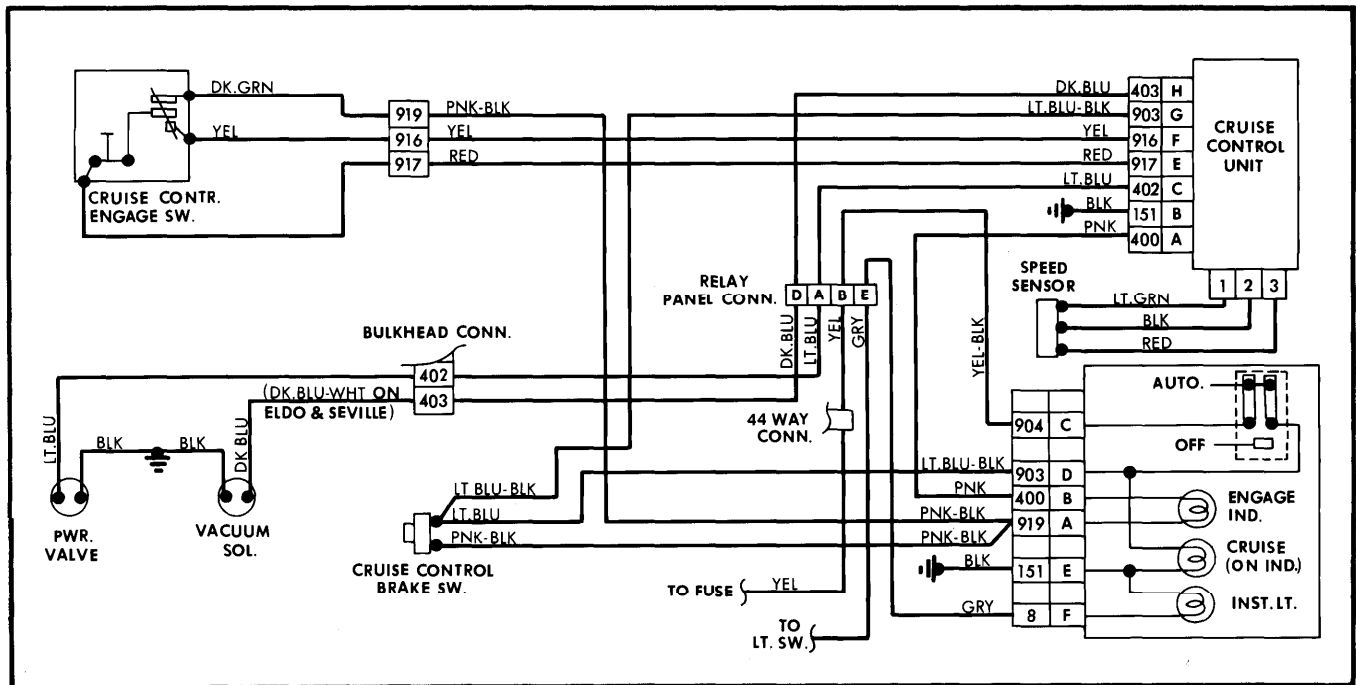 DK.GRN
YEL
919 PNK-BLK
916 YEL
917 RED
CRUISE CONTR.
ENGAGE SW.
DK.BLU 403 H
LT.BLU-BLK 903 G
YEL 916 F
RED 917 E
LT.BLU 402 C
BLK 151 B
PNK 400 A
CRUISE
CONTROL
UNIT
1 2 3
SPEED
SENSOR
LT.GRN
BLK
RED
RELAY
PANEL CONN.
D A B E
DK.BLU
LT.BLU
YEL
GRY
YEL-BLK
BULKHEAD CONN.
402
403
(DK.BLU-WHT ON
ELDO & SEVILLE)
LT.BLU
BLK
BLK
DK BLU
PWR.
VALVE
VACUUM
SOL.
44 WAY
CONN.
LT BLU-BLK
LT.BLU
PNK-BLK
CRUISE CONTROL
BRAKE SW.
TO FUSE
YEL
TO
LT. SW.
904 C
LT.BLU-BLK 903 D
PNK 400 B
PNK-BLK 919 A
PNK-BLK
BLK 151 E
GRY 8 F
AUTO.
OFF
ENGAGE
IND.
CRUISE
(ON IND.)
INST.LT.